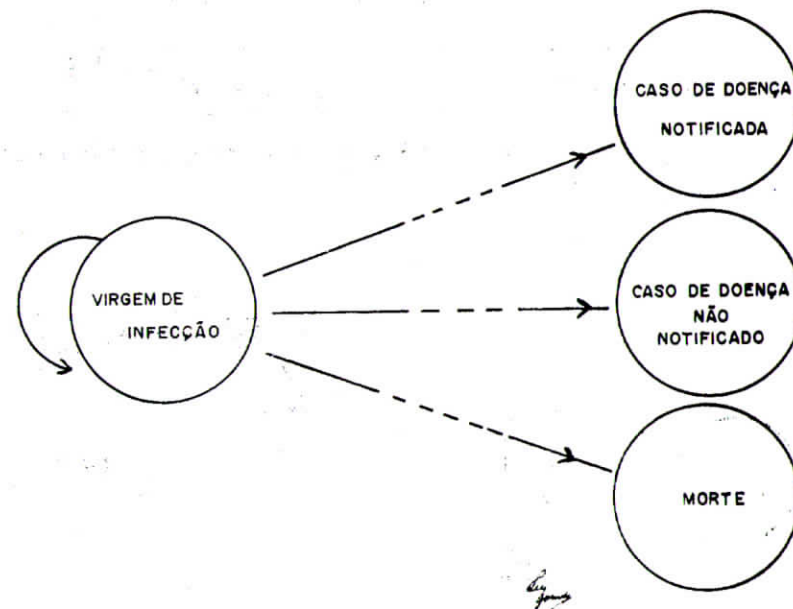 CASO DE DOENÇA
NOTIFICADA
VIRGEM DE
INFECÇÃO
CASO DE DOENÇA
NÃO
NOTIFICADO
MORTE